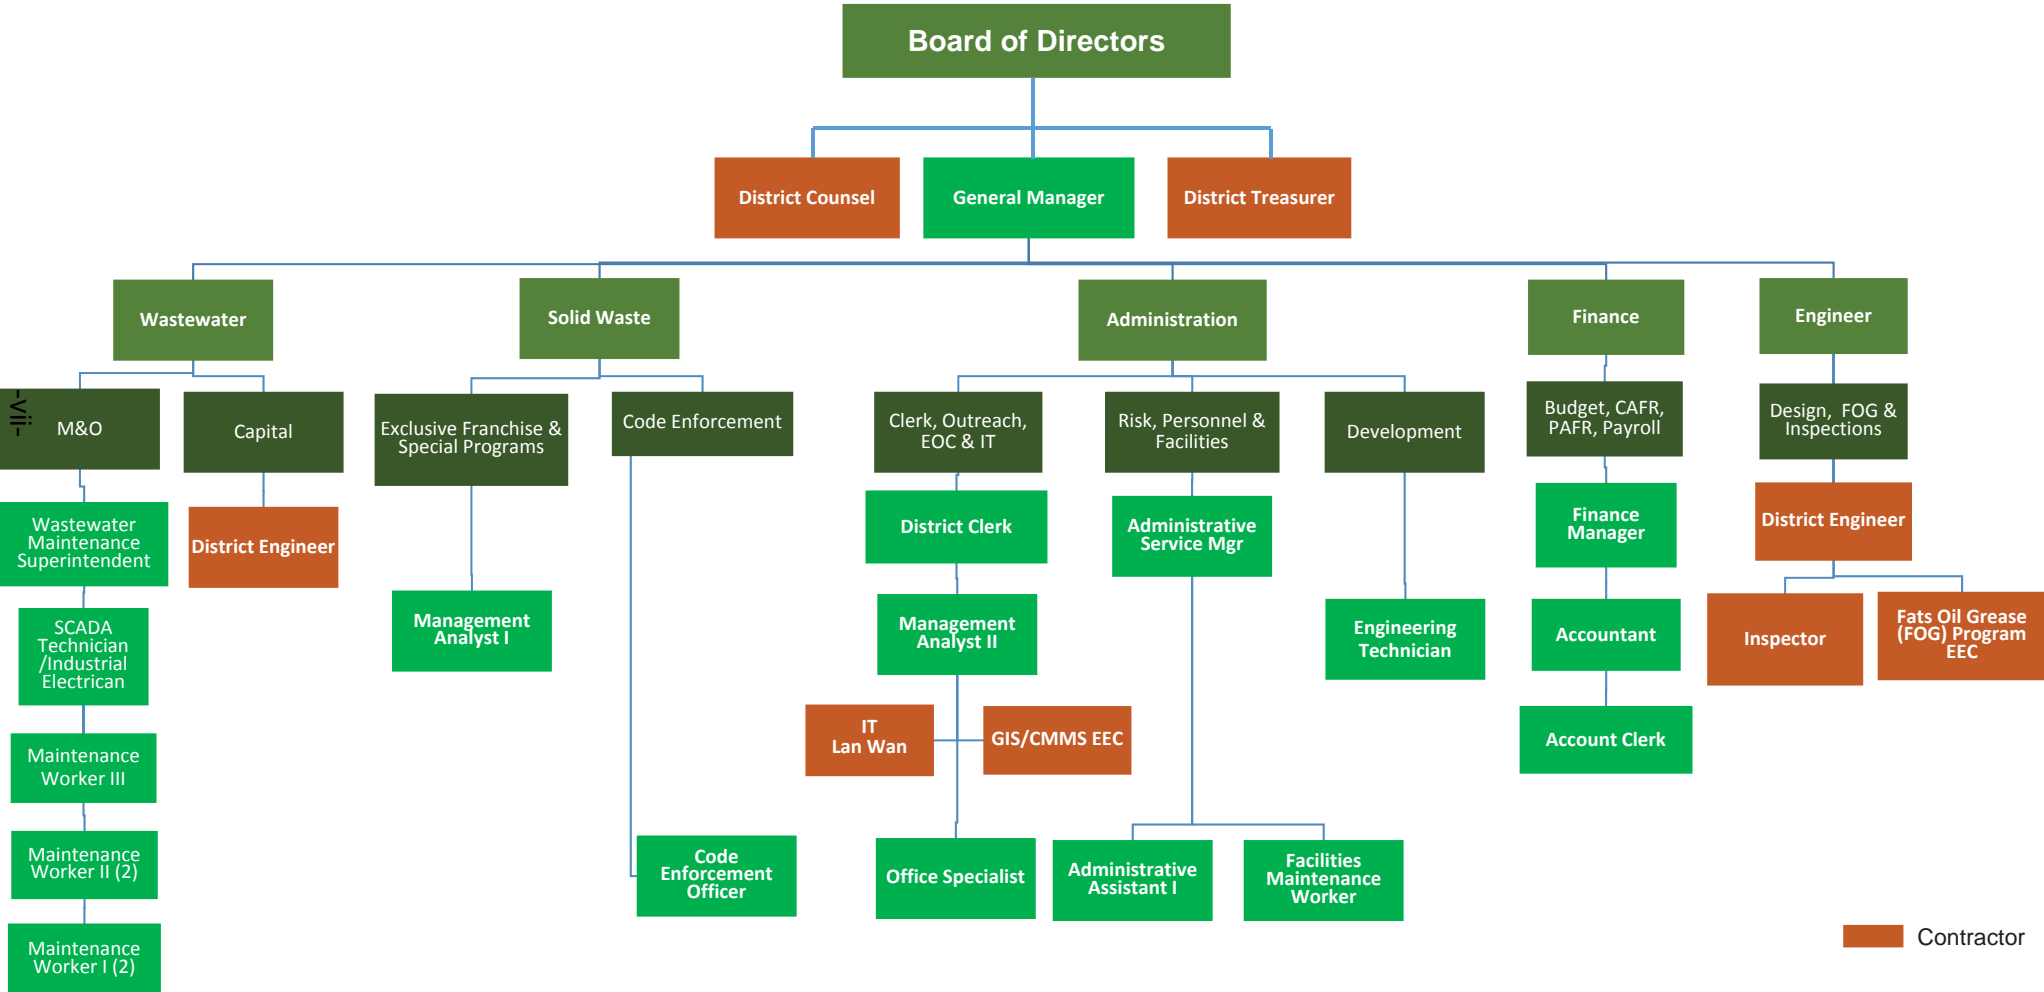 Board of Directors
District Counsel
General Manager
District Treasurer
Wastewater
Solid Waste
Administration
Finance
Engineer
-vii-
M&O
Capital
Exclusive Franchise &
Special Programs
Code Enforcement
Clerk, Outreach,
EOC & IT
Risk, Personnel &
Facilities
Development
Budget, CAFR,
PAFR, Payroll
Design, FOG &
Inspections
Wastewater
Maintenance
Superintendent
District Engineer
District Clerk
Administrative
Service Mgr
Finance
Manager
District Engineer
SCADA
Technician
/Industrial
Electrican
Management
Analyst I
Management
Analyst II
Engineering
Technician
Accountant
Inspector
Fats Oil Grease
(FOG) Program
EEC
Maintenance
Worker III
IT
Lan Wan
GIS/CMMS EEC
Account Clerk
Maintenance
Worker II (2)
Code
Enforcement
Officer
Office Specialist
Administrative
Assistant I
Facilities
Maintenance
Worker
Maintenance
Worker I (2)
Contractor